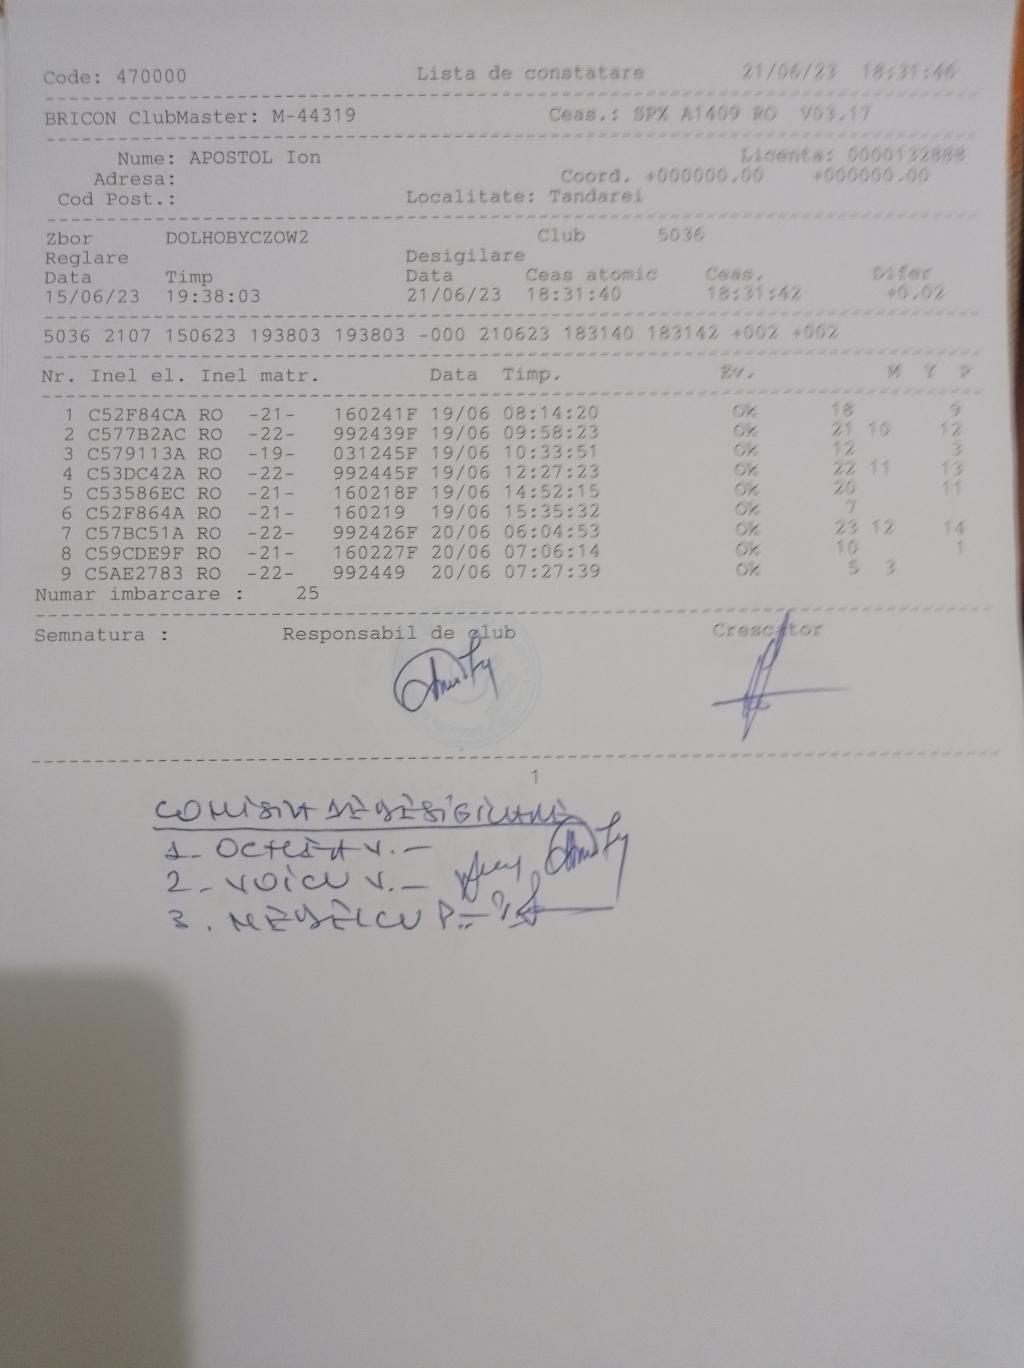 Code: 470000 Lista de constatare 21/06/23 18:31:46
BRICON ClubMaster: M-44319 Ceas.: SPX A1409 RO V03.17
Nume: APOSTOL Ion Licenta: 0000132888
Adresa: Coord. +000000.00 +000000.00
Cod Post.: Localitate: Tandarei
Zbor DOLHOBYCZOW2 Club 5036
Reglare Desigilare
Data Timp Data Ceas atomic Ceas. Difer
15/06/23 19:38:03 21/06/23 18:31:40 18:31:42 +0.02
5036 2107 150623 193803 193803 -000 210623 183140 183142 +002 +002
Nr. Inel el. Inel matr. Data Timp. Ev. M Y P
1 C52F84CA RO -21- 160241F 19/06 08:14:20 Ok 18 9
2 C577B2AC RO -22- 992439F 19/06 09:58:23 Ok 21 10 12
3 C579113A RO -19- 031245F 19/06 10:33:51 Ok 12 3
4 C53DC42A RO -22- 992445F 19/06 12:27:23 Ok 22 11 13
5 C53586EC RO -21- 160218F 19/06 14:52:15 Ok 20 11
6 C52F864A RO -21- 160219 19/06 15:35:32 Ok 7
7 C57BC51A RO -22- 992426F 20/06 06:04:53 Ok 23 12 14
8 C59CDE9F RO -21- 160227F 20/06 07:06:14 Ok 10 1
9 C5AE2783 RO -22- 992449 20/06 07:27:39 Ok 5 3
Numar imbarcare : 25
Semnatura : Responsabil de club Crescator
1
COMISIA DE DESIGILARE
1. V.
2. VOICU V.
3. NEDELCU P.